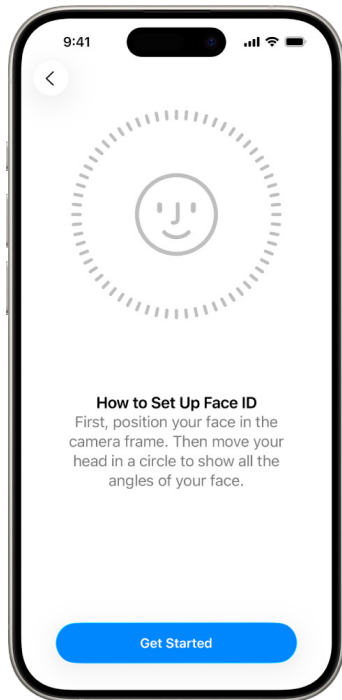 9:41
How to Set Up Face ID
First, position your face in the
camera frame. Then move your
head in a circle to show all the
angles of your face.
Get Started